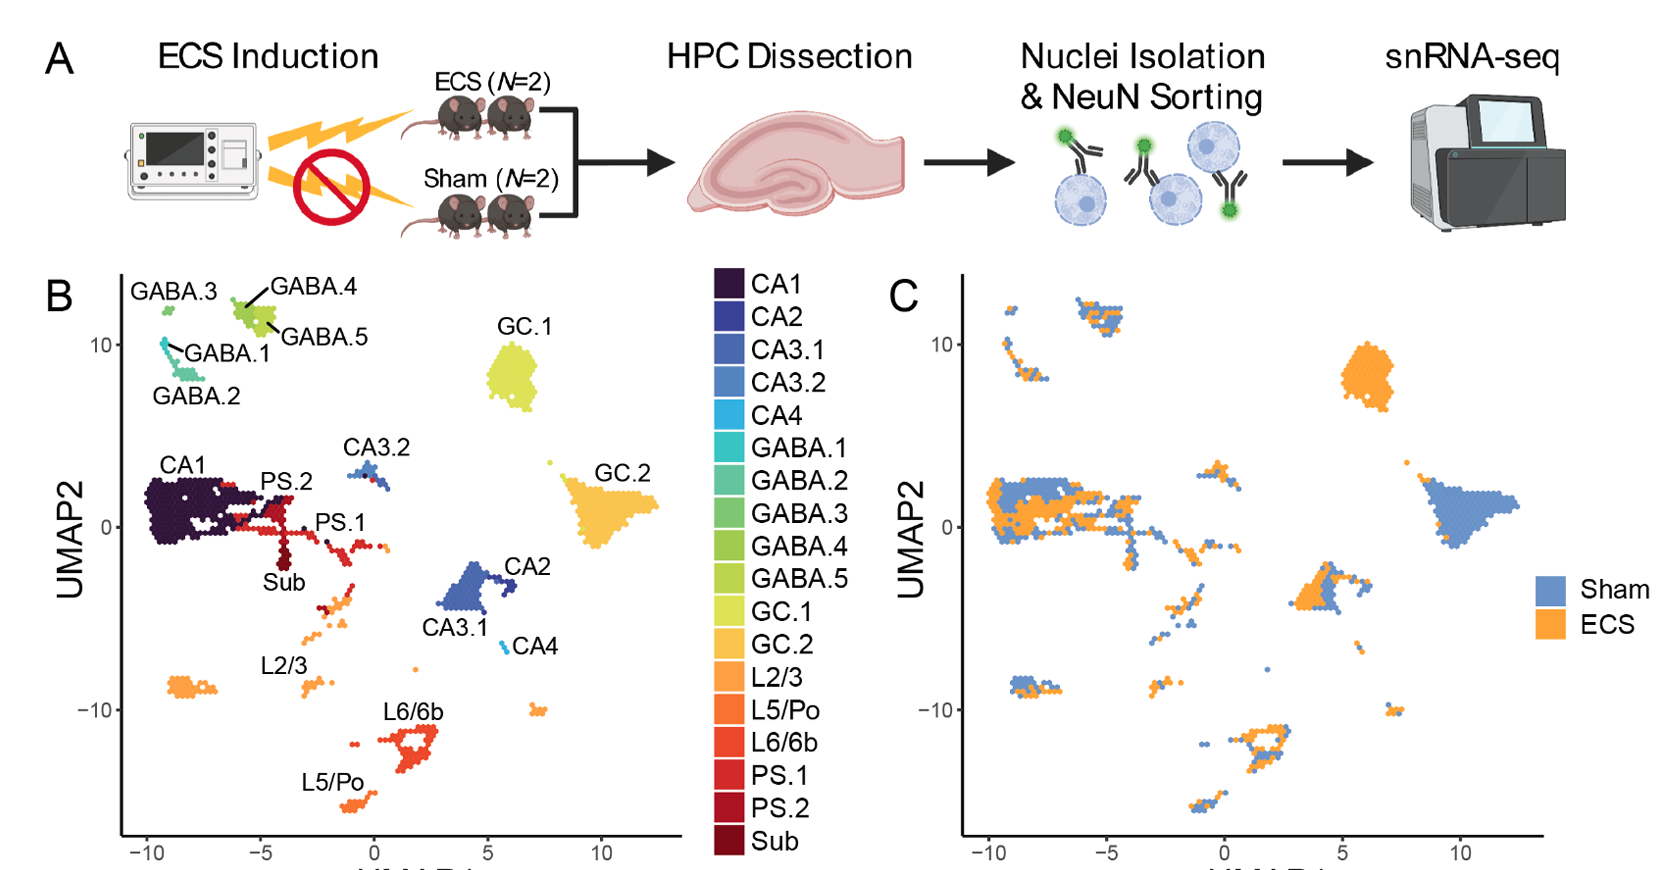 A
ECS Induction
HPC Dissection
Nuclei Isolation
& NeuN Sorting
snRNA-seq
ECS (N=2)
Sham (N=2)
B
GABA.3
GABA.4
GABA.5
GABA.1
GABA.2
GC.1
CA3.2
CA1
PS.2
GC.2
PS.1
Sub
CA2
CA3.1
CA4
L2/3
L6/6b
L5/Po
UMAP2
10
0
−10
−10
−5
0
5
10
CA1
CA2
CA3.1
CA3.2
CA4
GABA.1
GABA.2
GABA.3
GABA.4
GABA.5
GC.1
GC.2
L2/3
L5/Po
L6/6b
PS.1
PS.2
Sub
C
UMAP2
10
0
−10
−10
−5
0
5
10
Sham
ECS